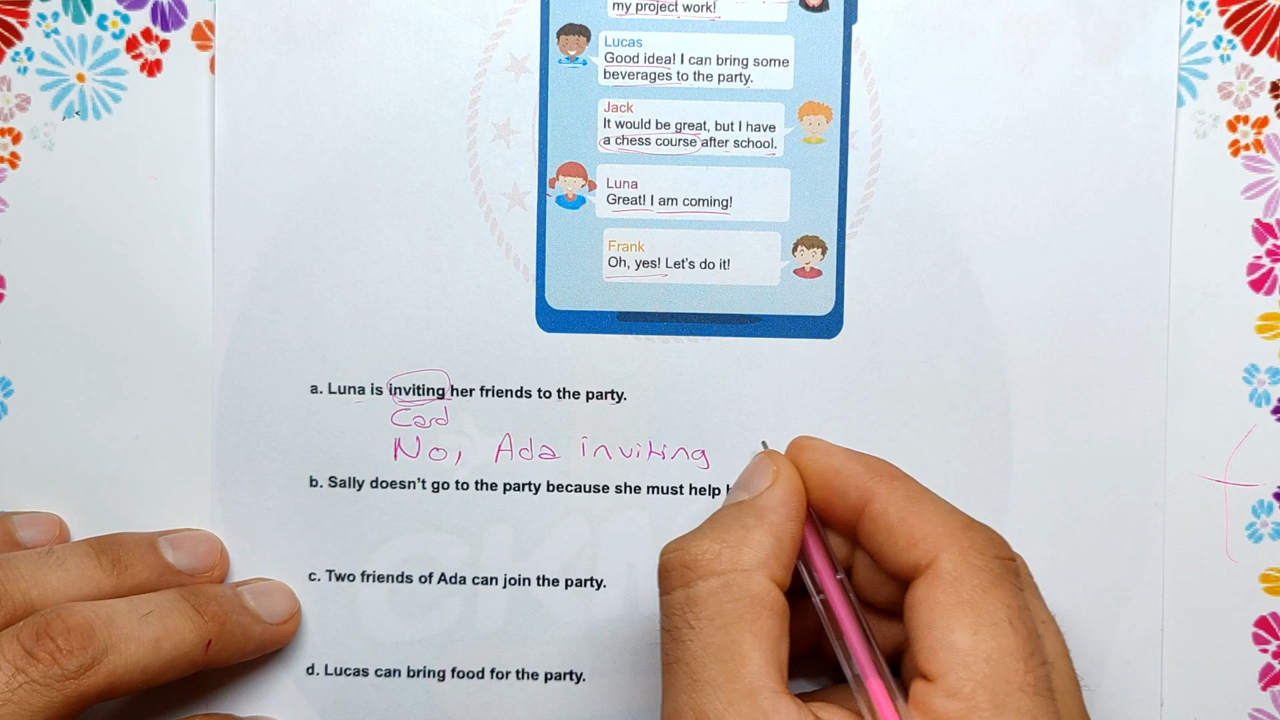 my project work!
Lucas
Good idea! I can bring some
beverages to the party.
Jack
It would be great, but I have
a chess course after school.
Luna
Great! I am coming!
Frank
Oh, yes! Let's do it!
a. Luna is inviting her friends to the party.
Card
No, Ada inviting
b. Sally doesn't go to the party because she must help
c. Two friends of Ada can join the party.
d. Lucas can bring food for the party.